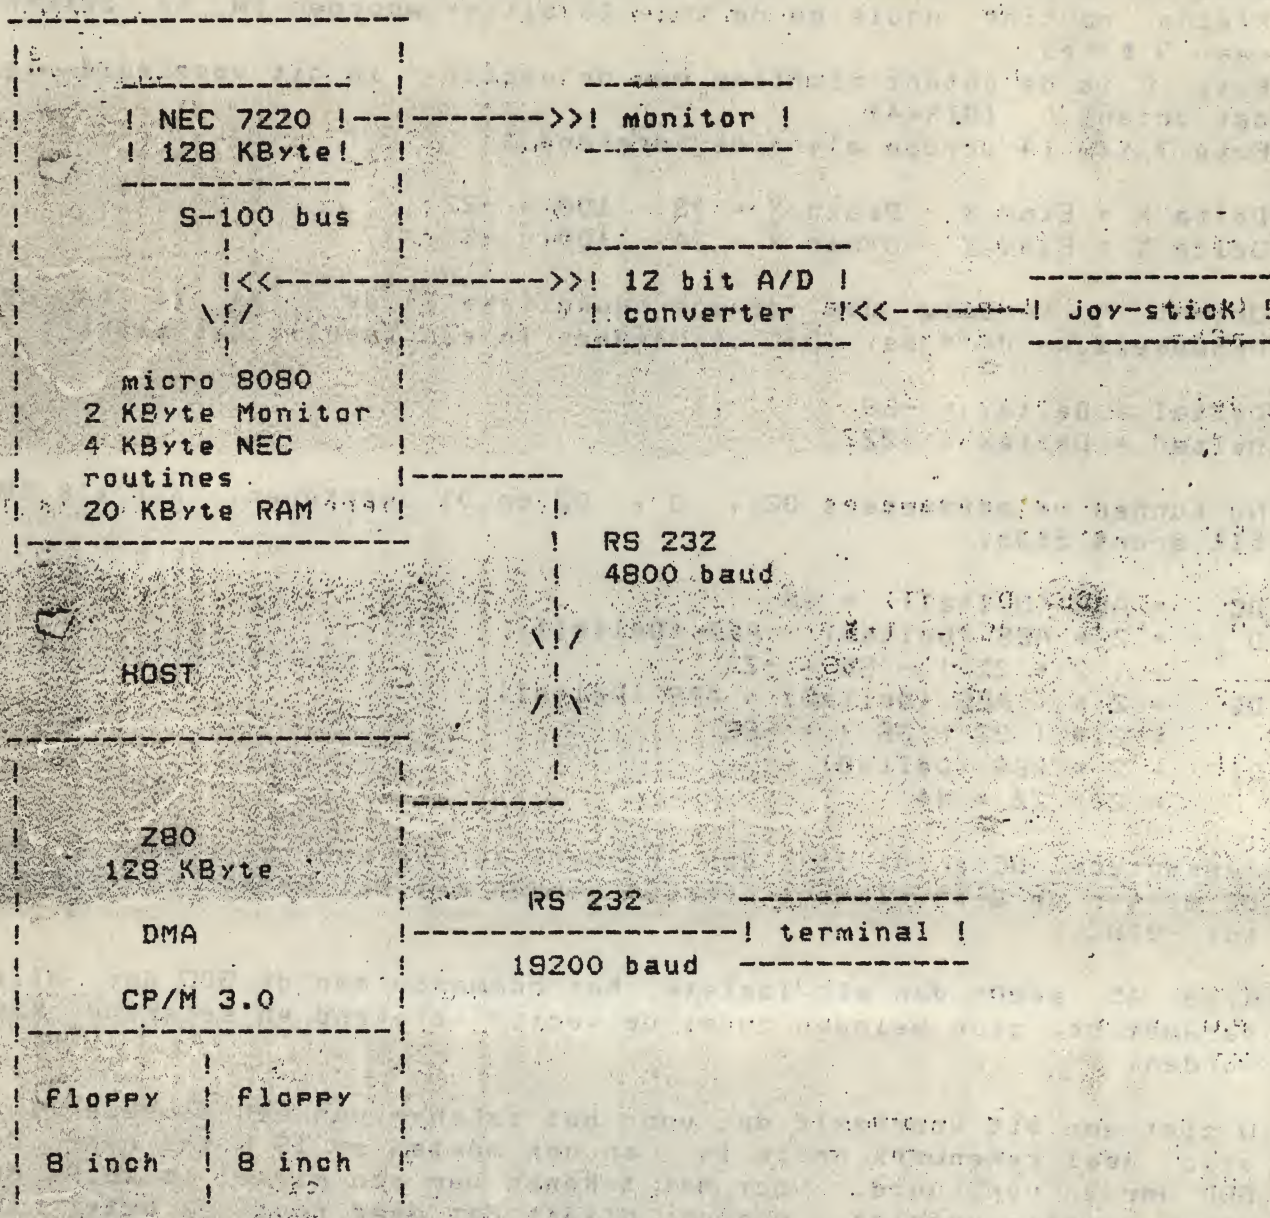 NEC 7220
monitor
128 KByte
S-100 bus
12 bit A/D
converter
joy-stick
micro 8080
2 KByte Monitor
4 KByte NEC
routines
20 KByte RAM
RS 232
4800 baud
HOST
Z80
128 KByte
RS 232
DMA
terminal
19200 baud
CP/M 3.0
floppy floppy
8 inch 8 inch